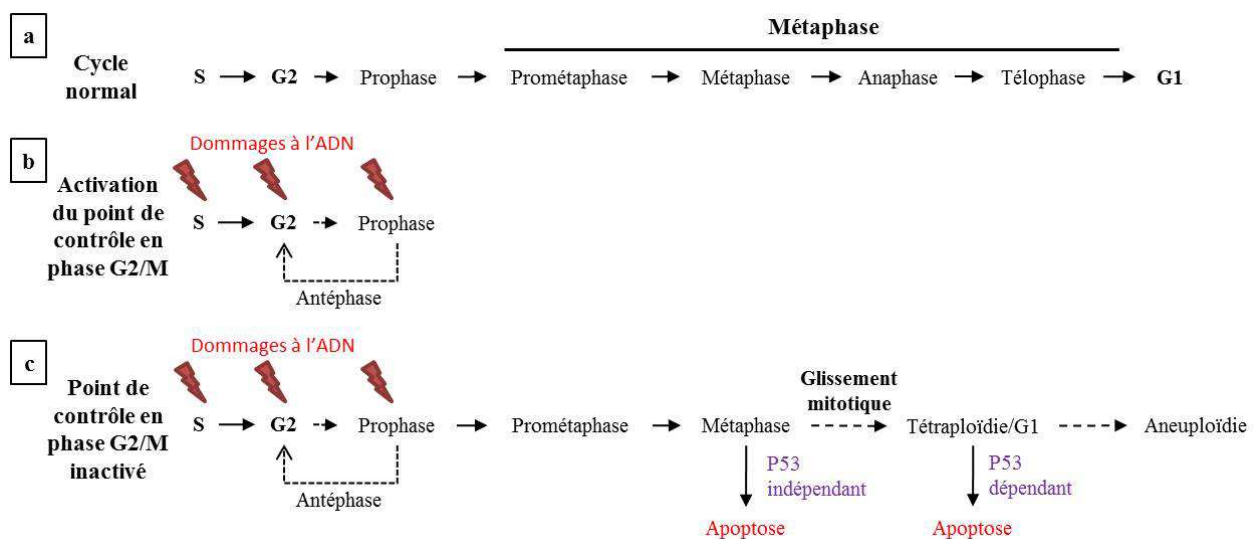 a
Métaphase
Cycle
normal
S G2 Prophase Prométaphase Métaphase Anaphase Télophase G1
Dommages à l'ADN
b
Activation
du point de
contrôle en
phase G2/M
S G2 Prophase
Antéphase
Dommages à l'ADN
c
Point de
contrôle en
phase G2/M
inactivé
Glissement
mitotique
S G2 Prophase Prométaphase Métaphase Tétraploïdie/G1 Aneuploïdie
Antéphase
P53
indépendant
P53
dépendant
Apoptose
Apoptose